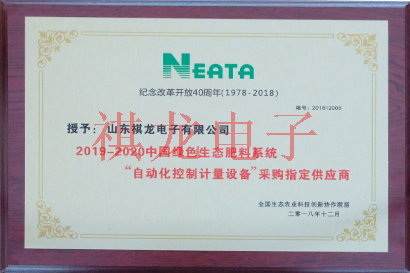 NEATA
纪念改革开放40周年(1978-2018)
编号：201812005
授予：山东祺龙电子有限公司
2019-2020中国绿色生态肥料系统
“自动化控制计量设备”采购指定供应商
祺龙电子
全国生态农业科技创新协作联盟
二零一八年十二月